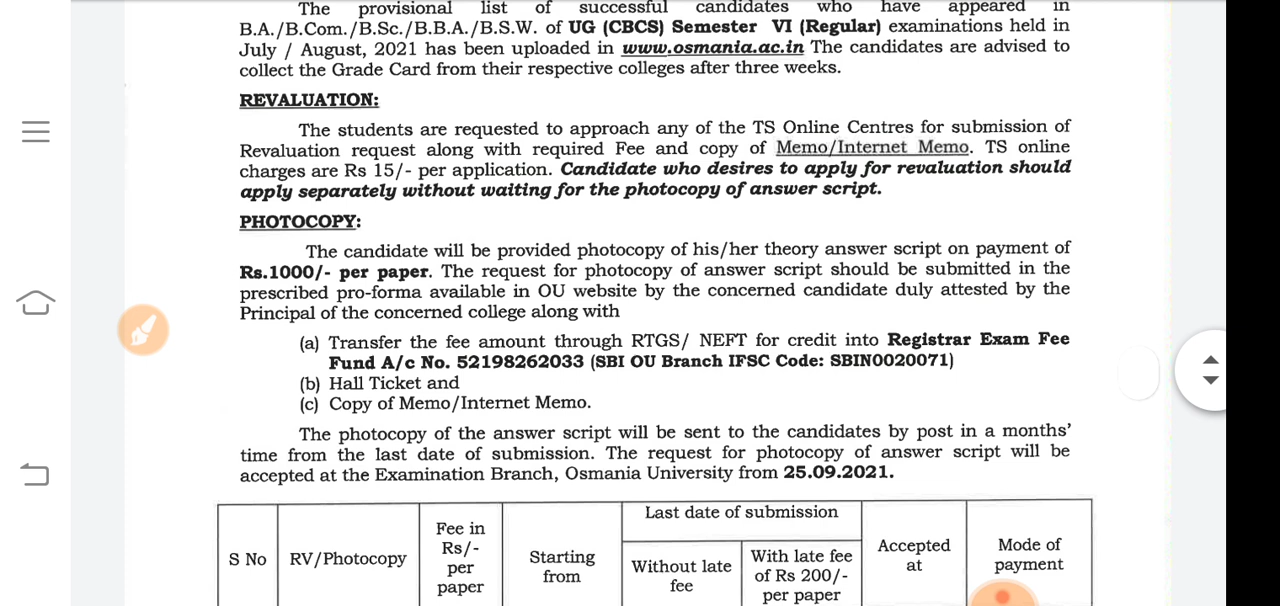 The provisional list of successful candidates who have appeared in
B.A./B.Com./B.Sc./B.B.A./B.S.W. of UG (CBCS) Semester VI (Regular) examinations held in
July / August, 2021 has been uploaded in www.osmania.ac.in The candidates are advised to
collect the Grade Card from their respective colleges after three weeks.
REVALUATION:
The students are requested to approach any of the TS Online Centres for submission of
Revaluation request along with required Fee and copy of Memo/Internet Memo. TS online
charges are Rs 15/- per application. Candidate who desires to apply for revaluation should
apply separately without waiting for the photocopy of answer script.
PHOTOCOPY:
The candidate will be provided photocopy of his/her theory answer script on payment of
Rs.1000/- per paper. The request for photocopy of answer script should be submitted in the
prescribed pro-forma available in OU website by the concerned candidate duly attested by the
Principal of the concerned college along with
(a) Transfer the fee amount through RTGS/ NEFT for credit into Registrar Exam Fee
Fund A/c No. 52198262033 (SBI OU Branch IFSC Code: SBIN0020071)
(b) Hall Ticket and
(c) Copy of Memo/Internet Memo.
The photocopy of the answer script will be sent to the candidates by post in a months'
time from the last date of submission. The request for photocopy of answer script will be
accepted at the Examination Branch, Osmania University from 25.09.2021.
S No
RV/Photocopy
Fee in
Rs/-
per
paper
Starting
from
Last date of submission
Without late
fee
With late fee
of Rs 200/-
per paper
Accepted
at
Mode of
payment